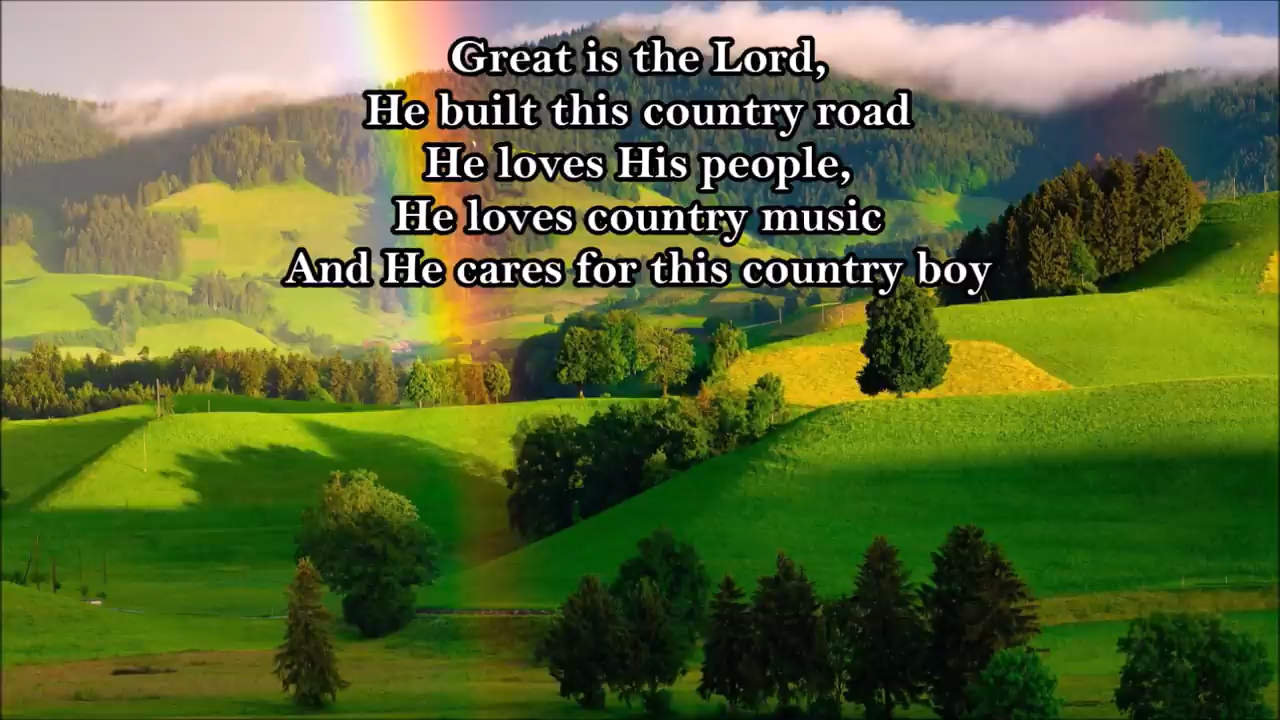 Great is the Lord,
He built this country road
He loves His people,
He loves country music
And He cares for this country boy